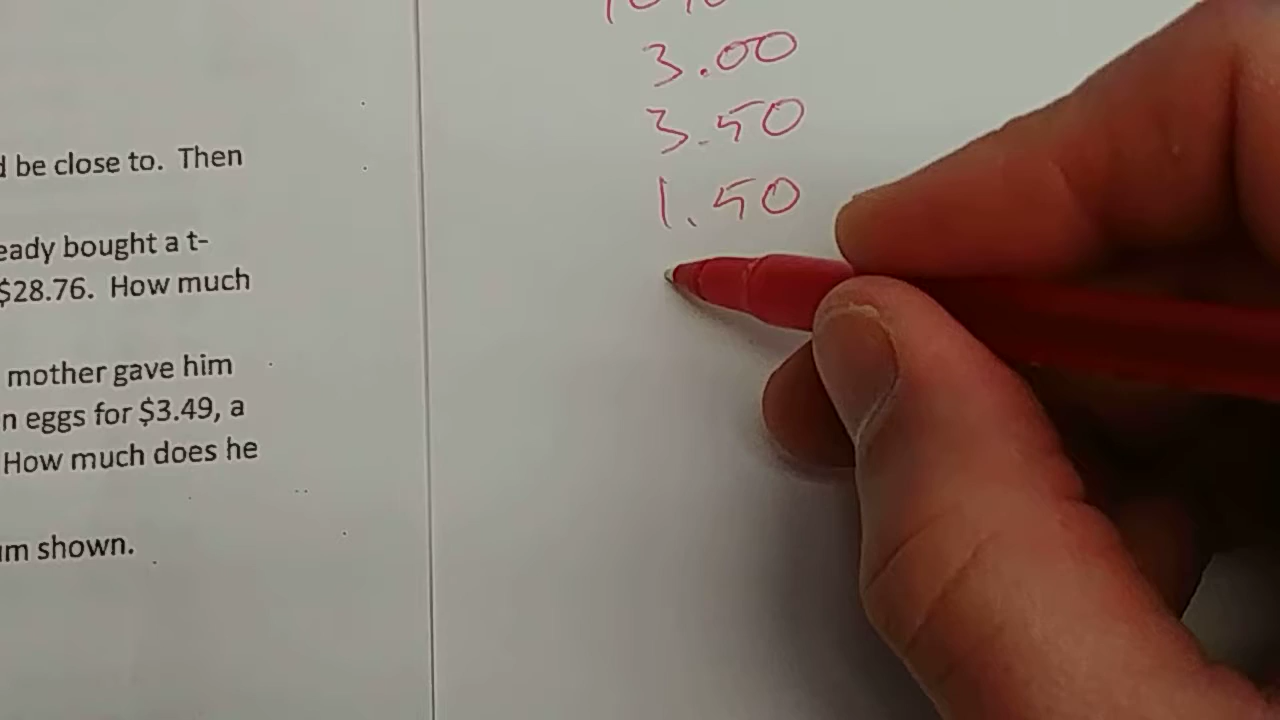 d be close to. Then
eady bought a t-
$28.76. How much
mother gave him
n eggs for $3.49, a
How much does he
m shown.
3.00
3.50
1.50